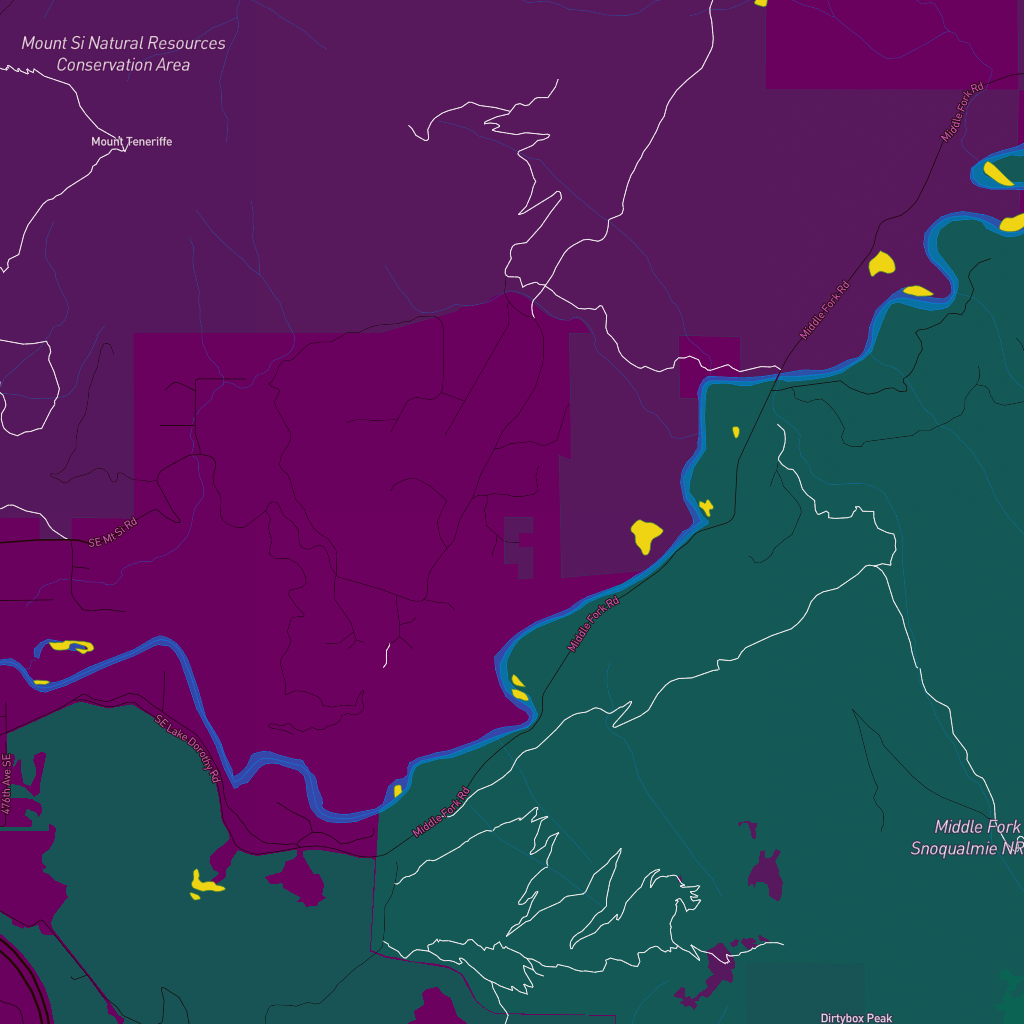 Mount Si Natural Resources
Conservation Area
Middle Fork Rd
Mount Teneriffe
Middle Fork Rd
SE Mt Si Rd
Middle Fork Rd
SE Lake Dorothy Rd
476th Ave SE
Middle Fork Rd
Middle Fork
Snoqualmie NR
Dirtybox Peak